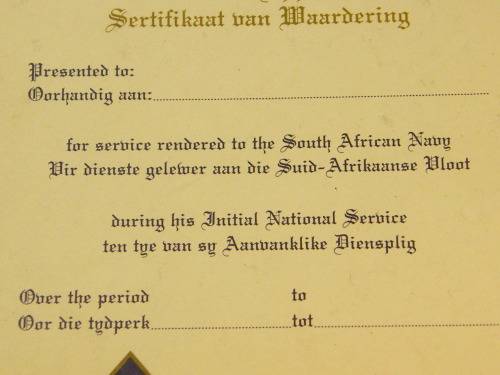 Sertifikaat van Waardering
Presented to:
Oorhandig aan:
for service rendered to the South African Navy
Vir dienste gelewer aan die Suid-Afrikaanse Vloot
during his Initial National Service
ten tye van sy Aanvanklike Diensplig
Over the period to
Oor die tydperk tot